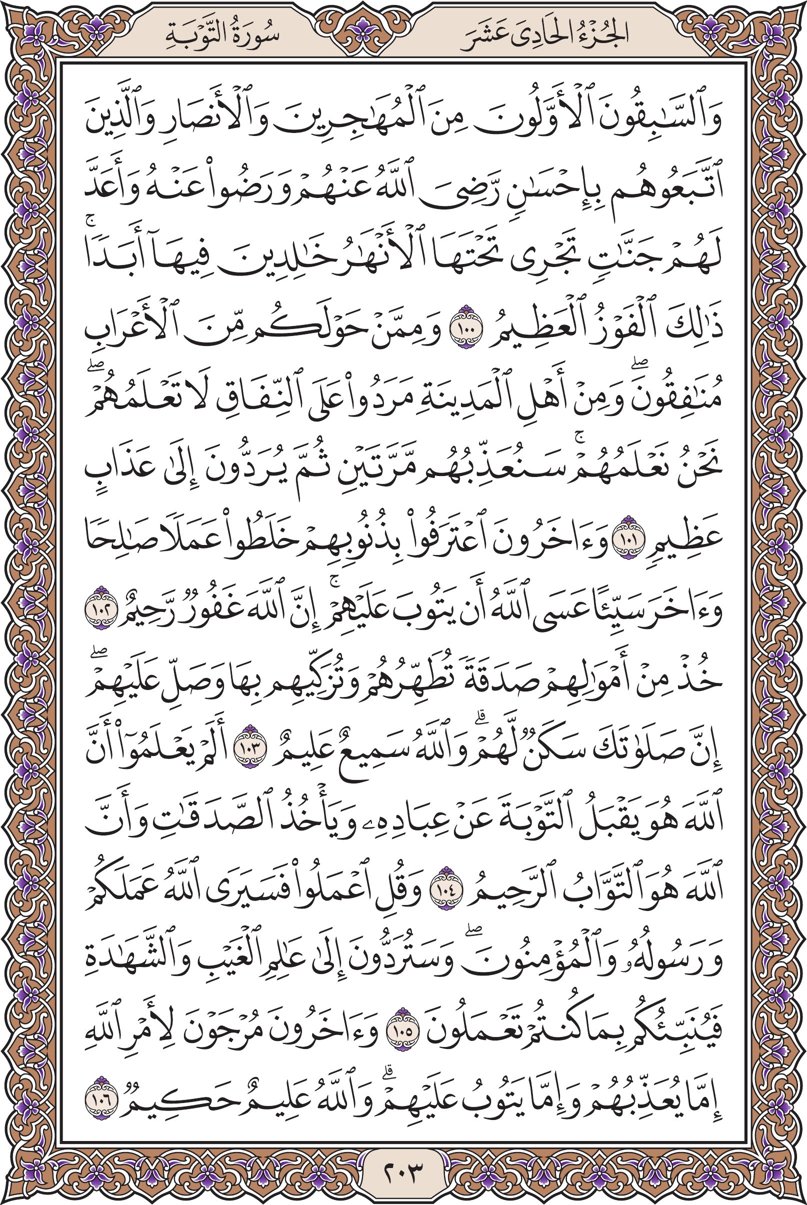 الجُزْءُ الحَادِىَ عَشَرَ
سُورَةُ التَّوْبَةِ
وَٱلسَّٰبِقُونَ ٱلْأَوَّلُونَ مِنَ ٱلْمُهَٰجِرِينَ وَٱلْأَنصَارِ وَٱلَّذِينَ
ٱتَّبَعُوهُم بِإِحْسَٰنٖ رَّضِىَ ٱللَّهُ عَنْهُمْ وَرَضُوا۟ عَنْهُ وَأَعَدَّ
لَهُمْ جَنَّٰتٖ تَجْرِى تَحْتَهَا ٱلْأَنْهَٰرُ خَٰلِدِينَ فِيهَآ أَبَدٗاۚ
ذَٰلِكَ ٱلْفَوْزُ ٱلْعَظِيمُ ١٠٠ وَمِمَّنْ حَوْلَكُم مِّنَ ٱلْأَعْرَابِ
مُنَٰفِقُونَۖ وَمِنْ أَهْلِ ٱلْمَدِينَةِ مَرَدُوا۟ عَلَى ٱلنِّفَاقِ لَا تَعْلَمُهُمْۖ
نَحْنُ نَعْلَمُهُمْۚ سَنُعَذِّبُهُم مَّرَّتَيْنِ ثُمَّ يُرَدُّونَ إِلَىٰ عَذَابٍ
عَظِيمٖ ١٠١ وَءَاخَرُونَ ٱعْتَرَفُوا۟ بِذُنُوبِهِمْ خَلَطُوا۟ عَمَلٗا صَٰلِحٗا
وَءَاخَرَ سَيِّئًا عَسَى ٱللَّهُ أَن يَتُوبَ عَلَيْهِمْۚ إِنَّ ٱللَّهَ غَفُورٞ رَّحِيمٌ ١٠٢
خُذْ مِنْ أَمْوَٰلِهِمْ صَدَقَةٗ تُطَهِّرُهُمْ وَتُزَكِّيهِم بِهَا وَصَلِّ عَلَيْهِمْۖ
إِنَّ صَلَوٰتَكَ سَكَنٞ لَّهُمْۗ وَٱللَّهُ سَمِيعٌ عَلِيمٌ ١٠٣ أَلَمْ يَعْلَمُوٓا۟ أَنَّ
ٱللَّهَ هُوَ يَقْبَلُ ٱلتَّوْبَةَ عَنْ عِبَادِهِۦ وَيَأْخُذُ ٱلصَّدَقَٰتِ وَأَنَّ
ٱللَّهَ هُوَ ٱلتَّوَّابُ ٱلرَّحِيمُ ١٠٤ وَقُلِ ٱعْمَلُوا۟ فَسَيَرَى ٱللَّهُ عَمَلَكُمْ
وَرَسُولُهُۥ وَٱلْمُؤْمِنُونَۖ وَسَتُرَدُّونَ إِلَىٰ عَٰلِمِ ٱلْغَيْبِ وَٱلشَّهَٰدَةِ
فَيُنَبِّئُكُم بِمَا كُنتُمْ تَعْمَلُونَ ١٠٥ وَءَاخَرُونَ مُرْجَوْنَ لِأَمْرِ ٱللَّهِ
إِمَّا يُعَذِّبُهُمْ وَإِمَّا يَتُوبُ عَلَيْهِمْۗ وَٱللَّهُ عَلِيمٌ حَكِيمٞ ١٠٦
٢٠٣